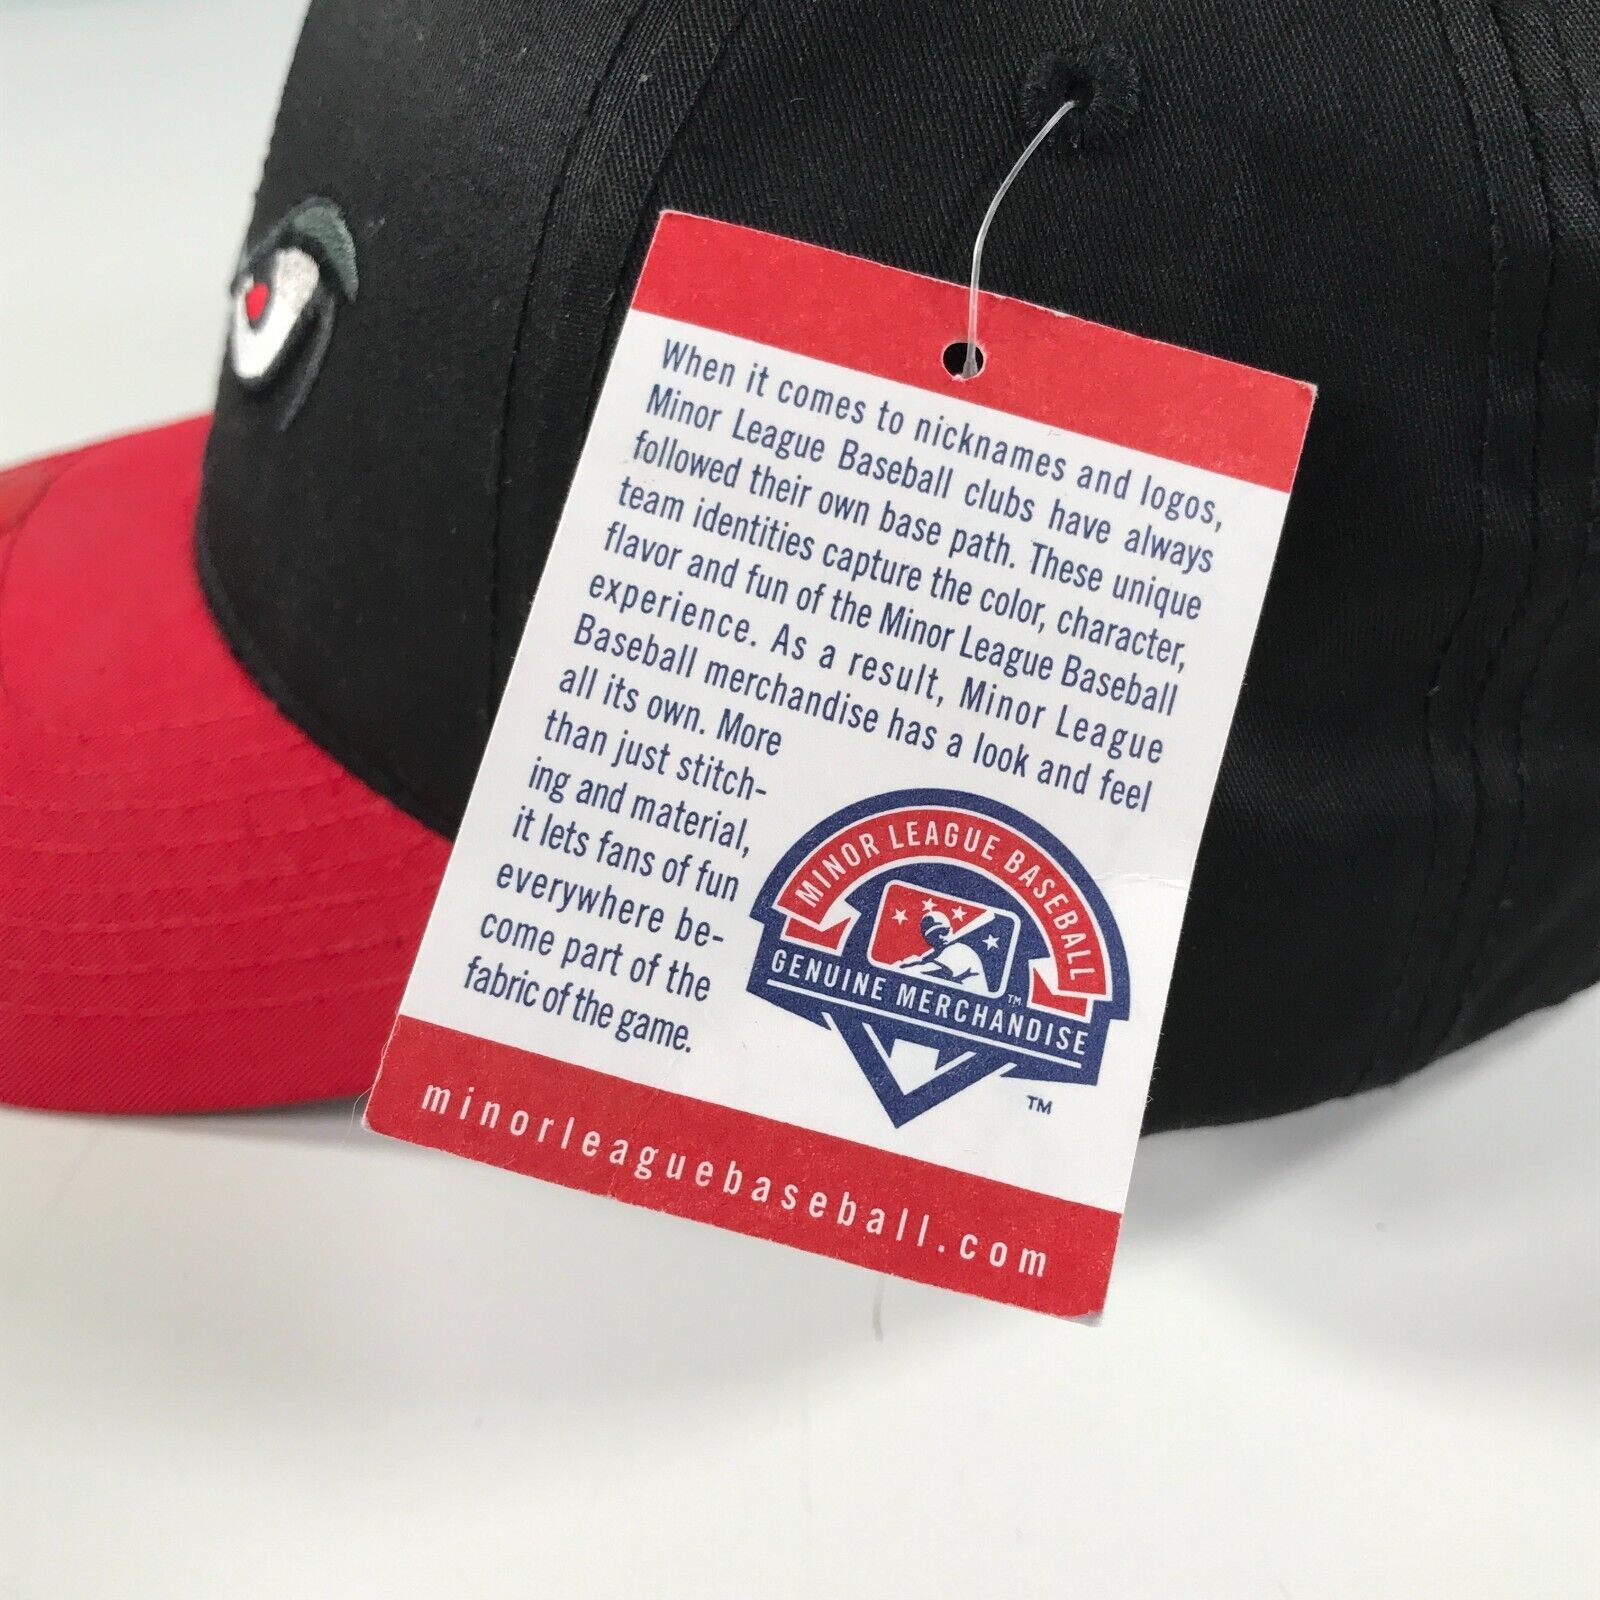 When it comes to nicknames and logos,
Minor League Baseball clubs have always
followed their own base path. These unique
team identities capture the color, character,
flavor and fun of the Minor League Baseball
experience. As a result, Minor League
Baseball merchandise has a look and feel
all its own. More
than just stitch-
ing and material,
it lets fans of fun
everywhere be-
come part of the
fabric of the game.
MINOR LEAGUE BASEBALL
TM
GENUINE MERCHANDISE
TM
minorleaguebaseball.com